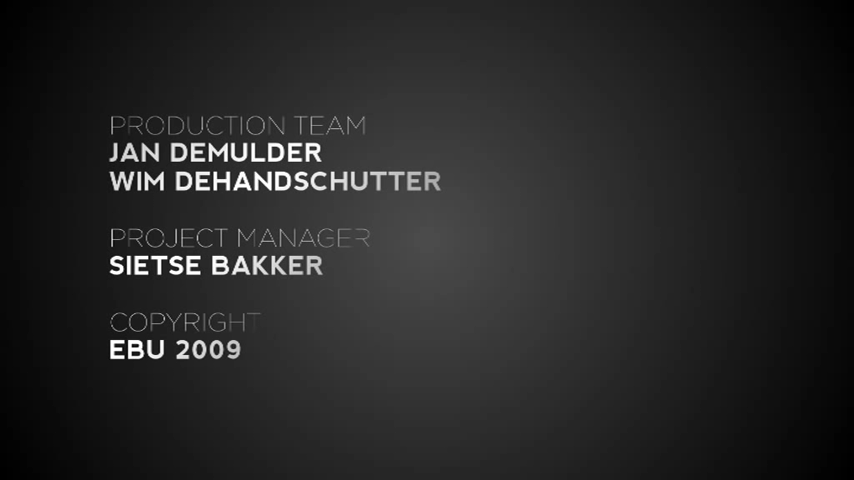 PRODUCTION TEAM
JAN DEMULDER
WIM DEHANDSCHUTTER
PROJECT MANAGER
SIETSE BAKKER
COPYRIGHT
EBU 2009